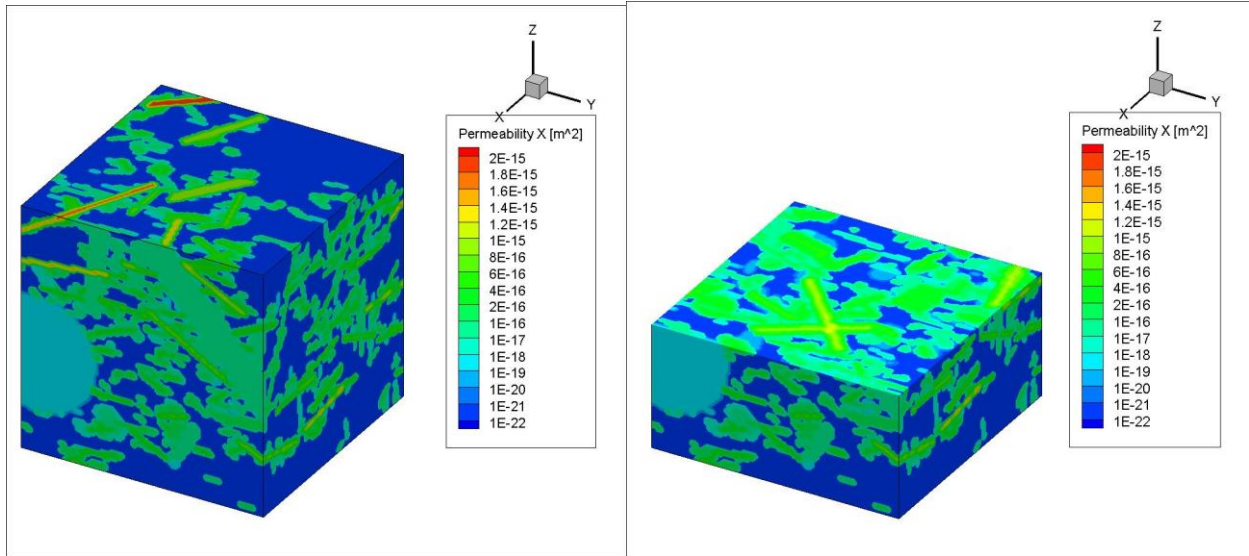 Z
X
Y
Permeability X [m^2]
2E-15
1.8E-15
1.6E-15
1.4E-15
1.2E-15
1E-15
8E-16
6E-16
4E-16
2E-16
1E-16
1E-17
1E-18
1E-19
1E-20
1E-21
1E-22
Z
X
Y
Permeability X [m^2]
2E-15
1.8E-15
1.6E-15
1.4E-15
1.2E-15
1E-15
8E-16
6E-16
4E-16
2E-16
1E-16
1E-17
1E-18
1E-19
1E-20
1E-21
1E-22